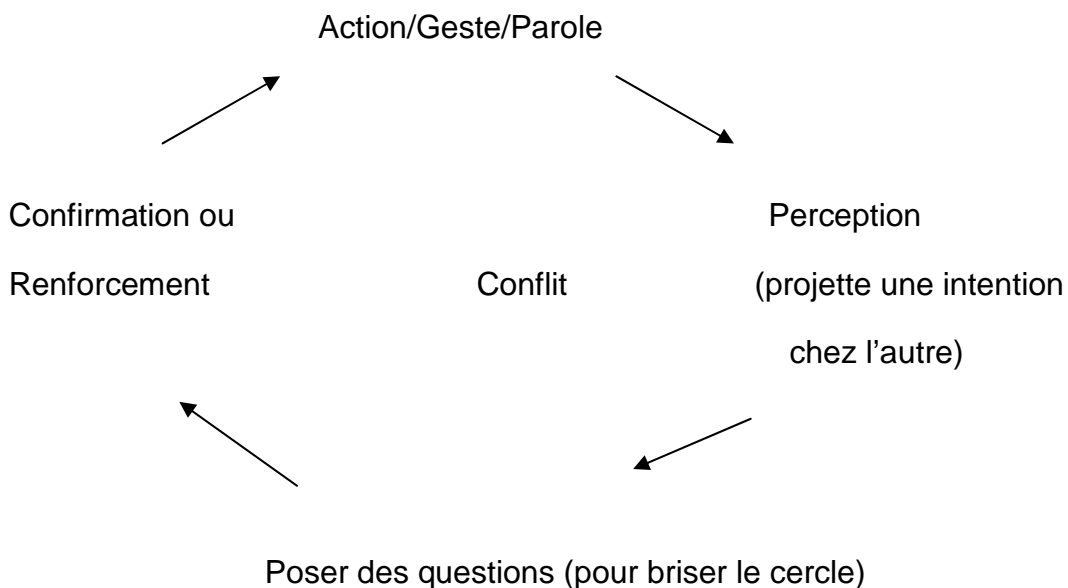 Action/Geste/Parole
Confirmation ou Perception
Renforcement Conflit (projette une intention
chez l’autre)
Poser des questions (pour briser le cercle)